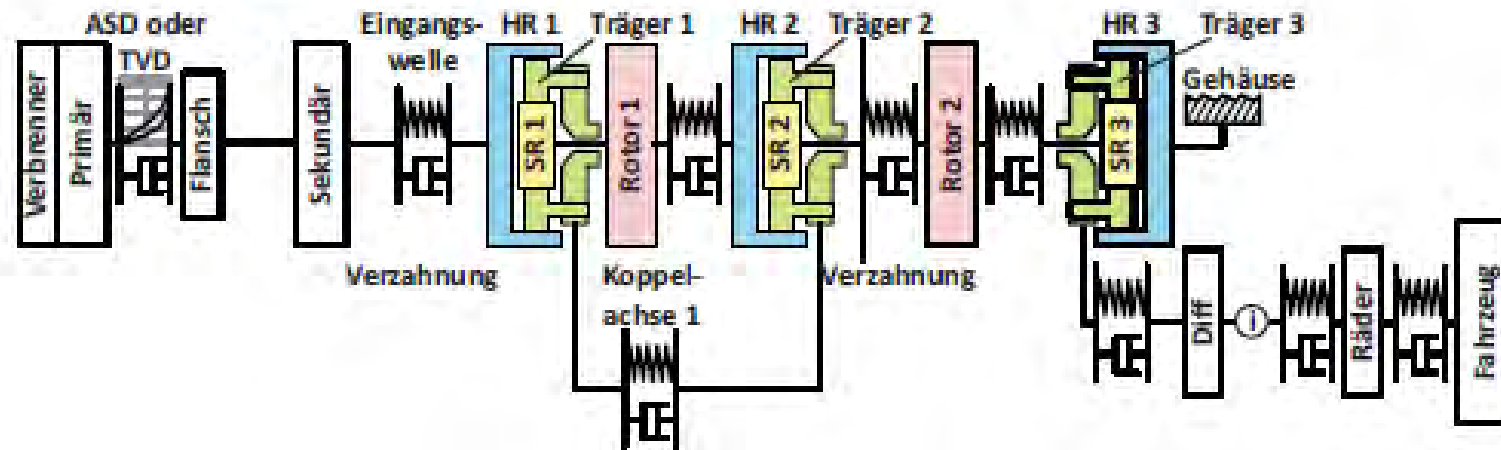 ASD oder
TVD
Eingangs-
welle
HR 1
Träger 1
HR 2
Träger 2
HR 3
Träger 3
Gehäuse
Verbrenner
Primär
Flansch
Sekundär
SR 1
Rotor 1
SR 2
Rotor 2
SR 3
Verzahnung
Koppel-
achse 1
Verzahnung
Diff
i
Räder
Fahrzeug